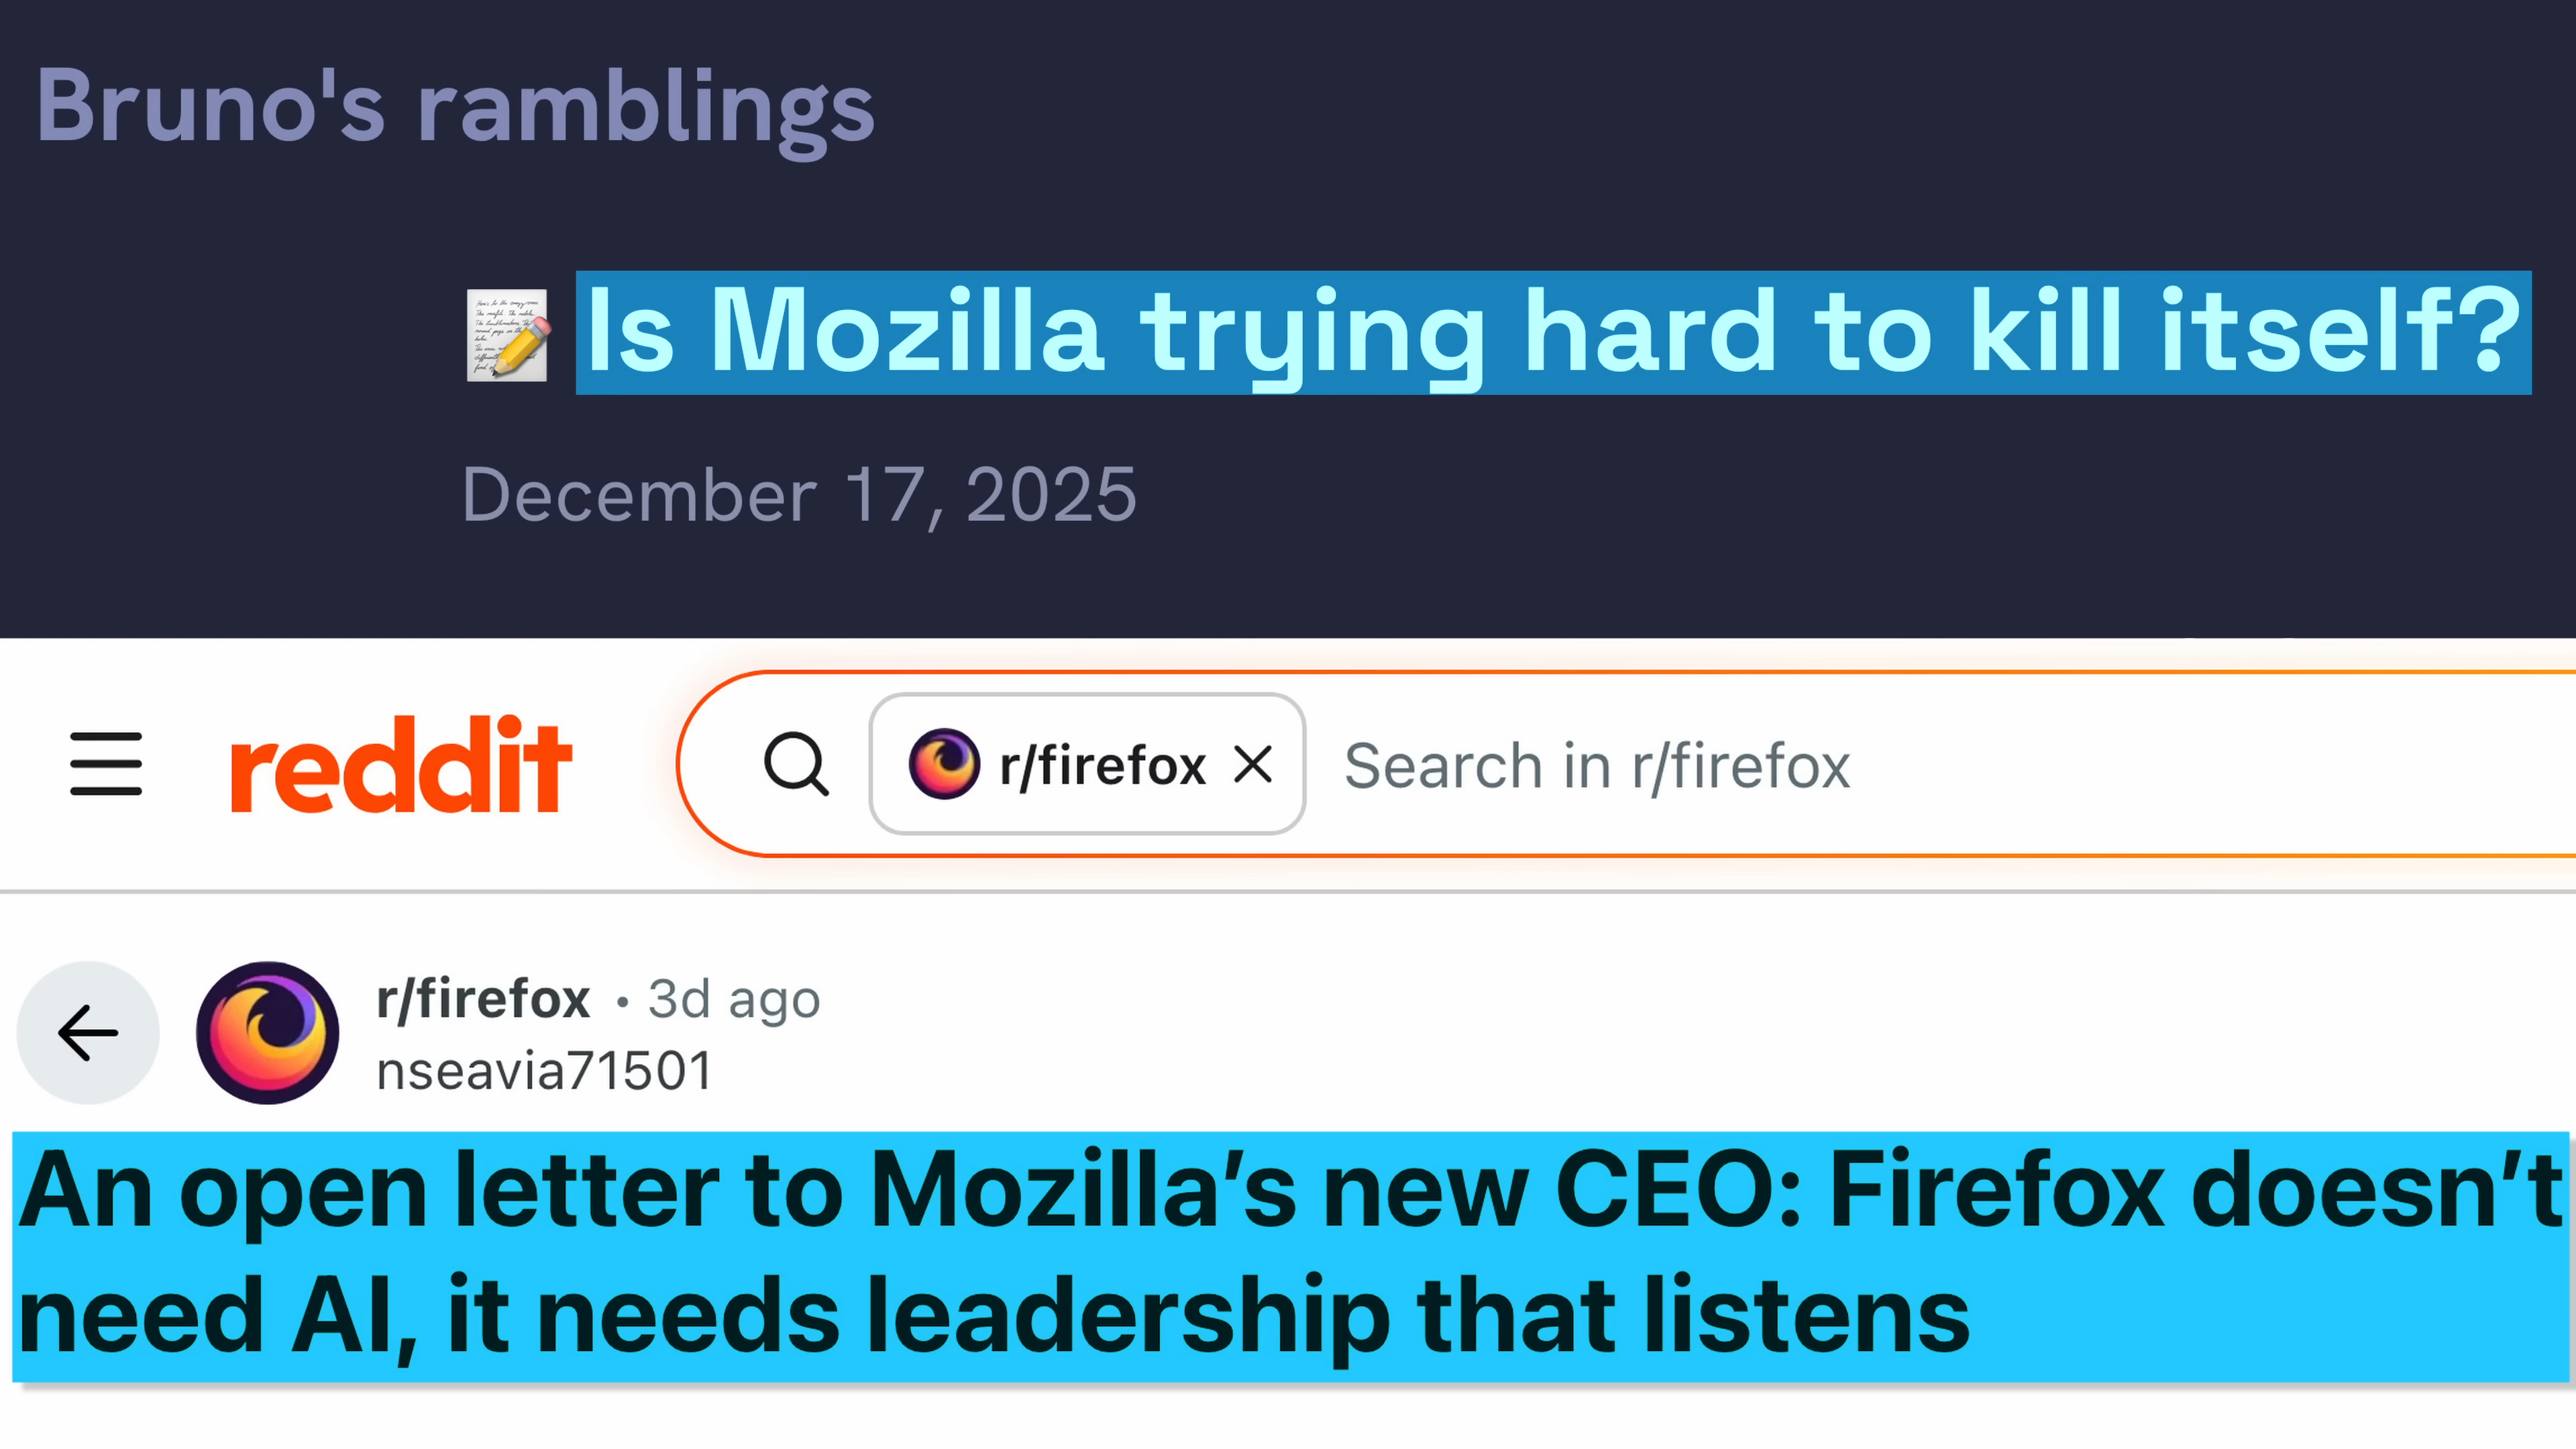 Bruno's ramblings
Is Mozilla trying hard to kill itself?
December 17, 2025
reddit
r/firefox
Search in r/firefox
r/firefox • 3d ago
nseavia71501
An open letter to Mozilla’s new CEO: Firefox doesn’t
need AI, it needs leadership that listens